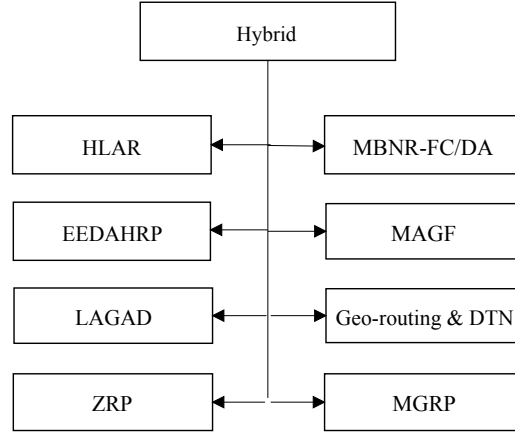 Hybrid
HLAR
MBNR-FC/DA
EEDAHRP
MAGF
LAGAD
Geo-routing & DTN
ZRP
MGRP